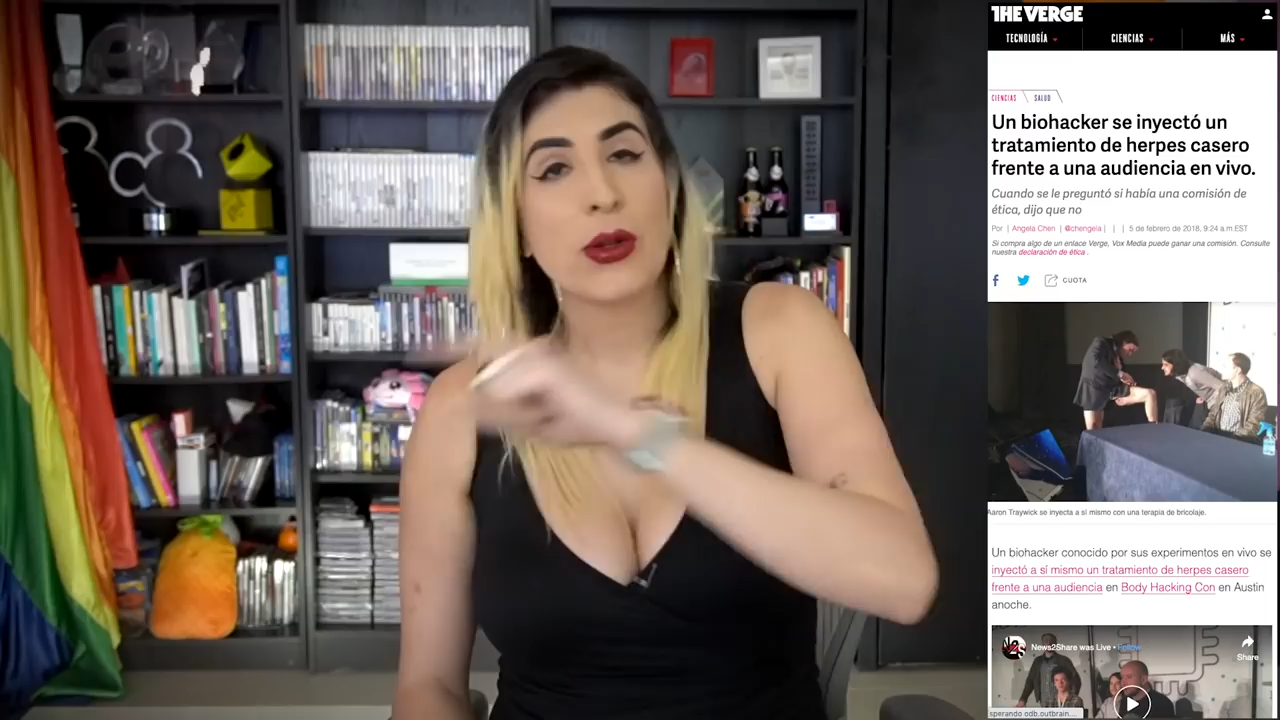 THE VERGE
TECNOLOGÍA
CIENCIAS
MÁS
CIENCIAS
SALUD
Un biohacker se inyectó un
tratamiento de herpes casero
frente a una audiencia en vivo.
Cuando se le preguntó si había una comisión de
ética, dijo que no
Por | Angela Chen | @chengela | | | 5 de febrero de 2018, 9:24 a.m.EST
Si compra algo de un enlace Verge, Vox Media puede ganar una comisión. Consulte
nuestra declaración de ética .
CUOTA
Aaron Traywick se inyecta a sí mismo con una terapia de bricolaje.
Un biohacker conocido por sus experimentos en vivo se
inyectó a sí mismo un tratamiento de herpes casero
frente a una audiencia en Body Hacking Con en Austin
anoche.
News2Share was Live • Follow
Share
Esperando odb.outbrain...